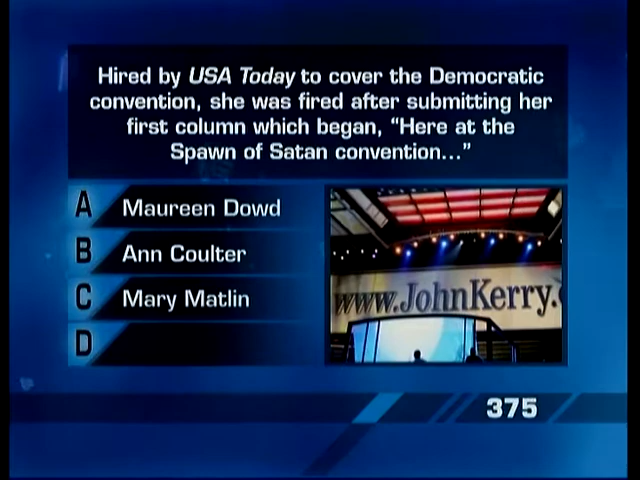 Hired by USA Today to cover the Democratic
convention, she was fired after submitting her
first column which began, “Here at the
Spawn of Satan convention...”
A Maureen Dowd
B Ann Coulter
C Mary Matlin
D
www.JohnKerry.
375